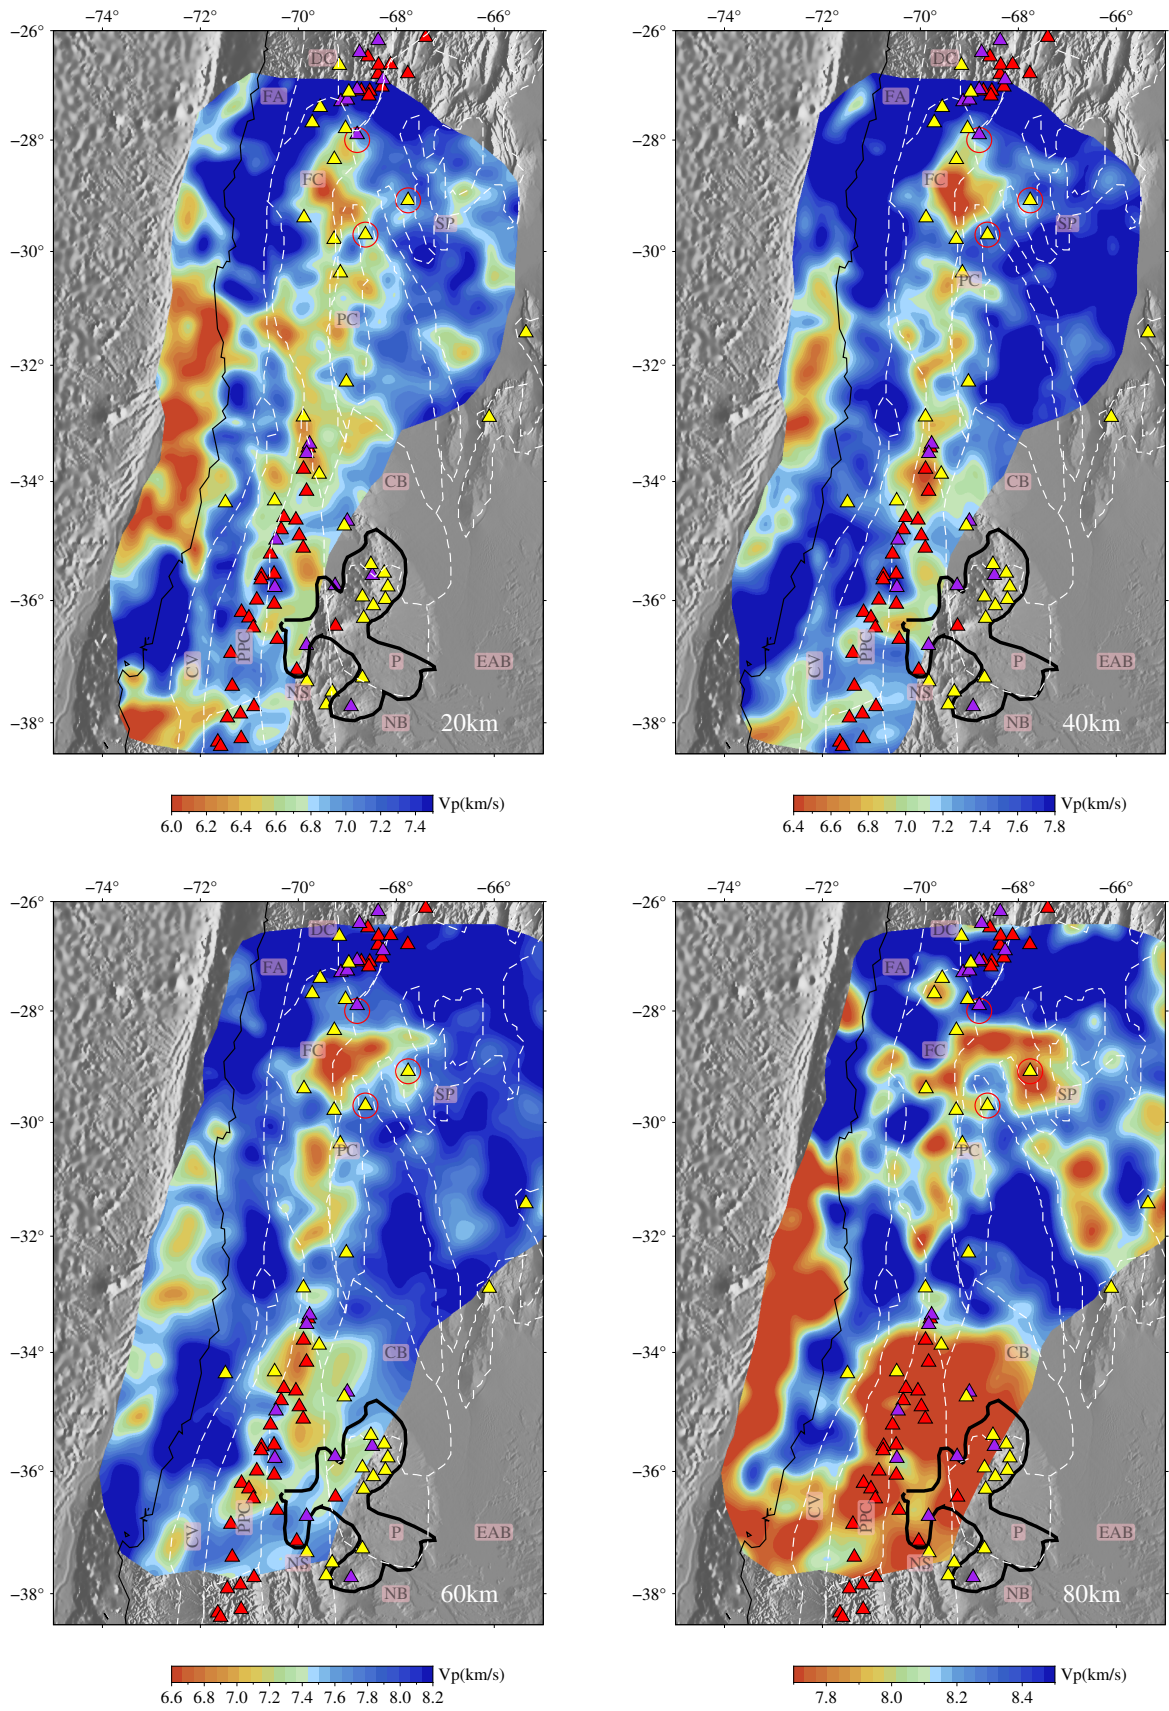 −74° −72° −70° −68° −66°
−26°
−28°
−30°
−32°
−34°
−36°
−38°
DC
FA
FC
SP
PC
CB
CV
PPC
NS
P
EAB
NB
20km
6.0 6.2 6.4 6.6 6.8 7.0 7.2 7.4
Vp(km/s)
−74° −72° −70° −68° −66°
−26°
−28°
−30°
−32°
−34°
−36°
−38°
DC
FA
FC
SP
PC
CB
CV
PPC
NS
P
EAB
NB
40km
6.4 6.6 6.8 7.0 7.2 7.4 7.6 7.8
Vp(km/s)
−74° −72° −70° −68° −66°
−26°
−28°
−30°
−32°
−34°
−36°
−38°
DC
FA
FC
SP
PC
CB
CV
PPC
NS
P
EAB
NB
60km
6.6 6.8 7.0 7.2 7.4 7.6 7.8 8.0 8.2
Vp(km/s)
−74° −72° −70° −68° −66°
−26°
−28°
−30°
−32°
−34°
−36°
−38°
DC
FA
FC
SP
PC
CB
CV
PPC
NS
P
EAB
NB
80km
7.8 8.0 8.2 8.4
Vp(km/s)